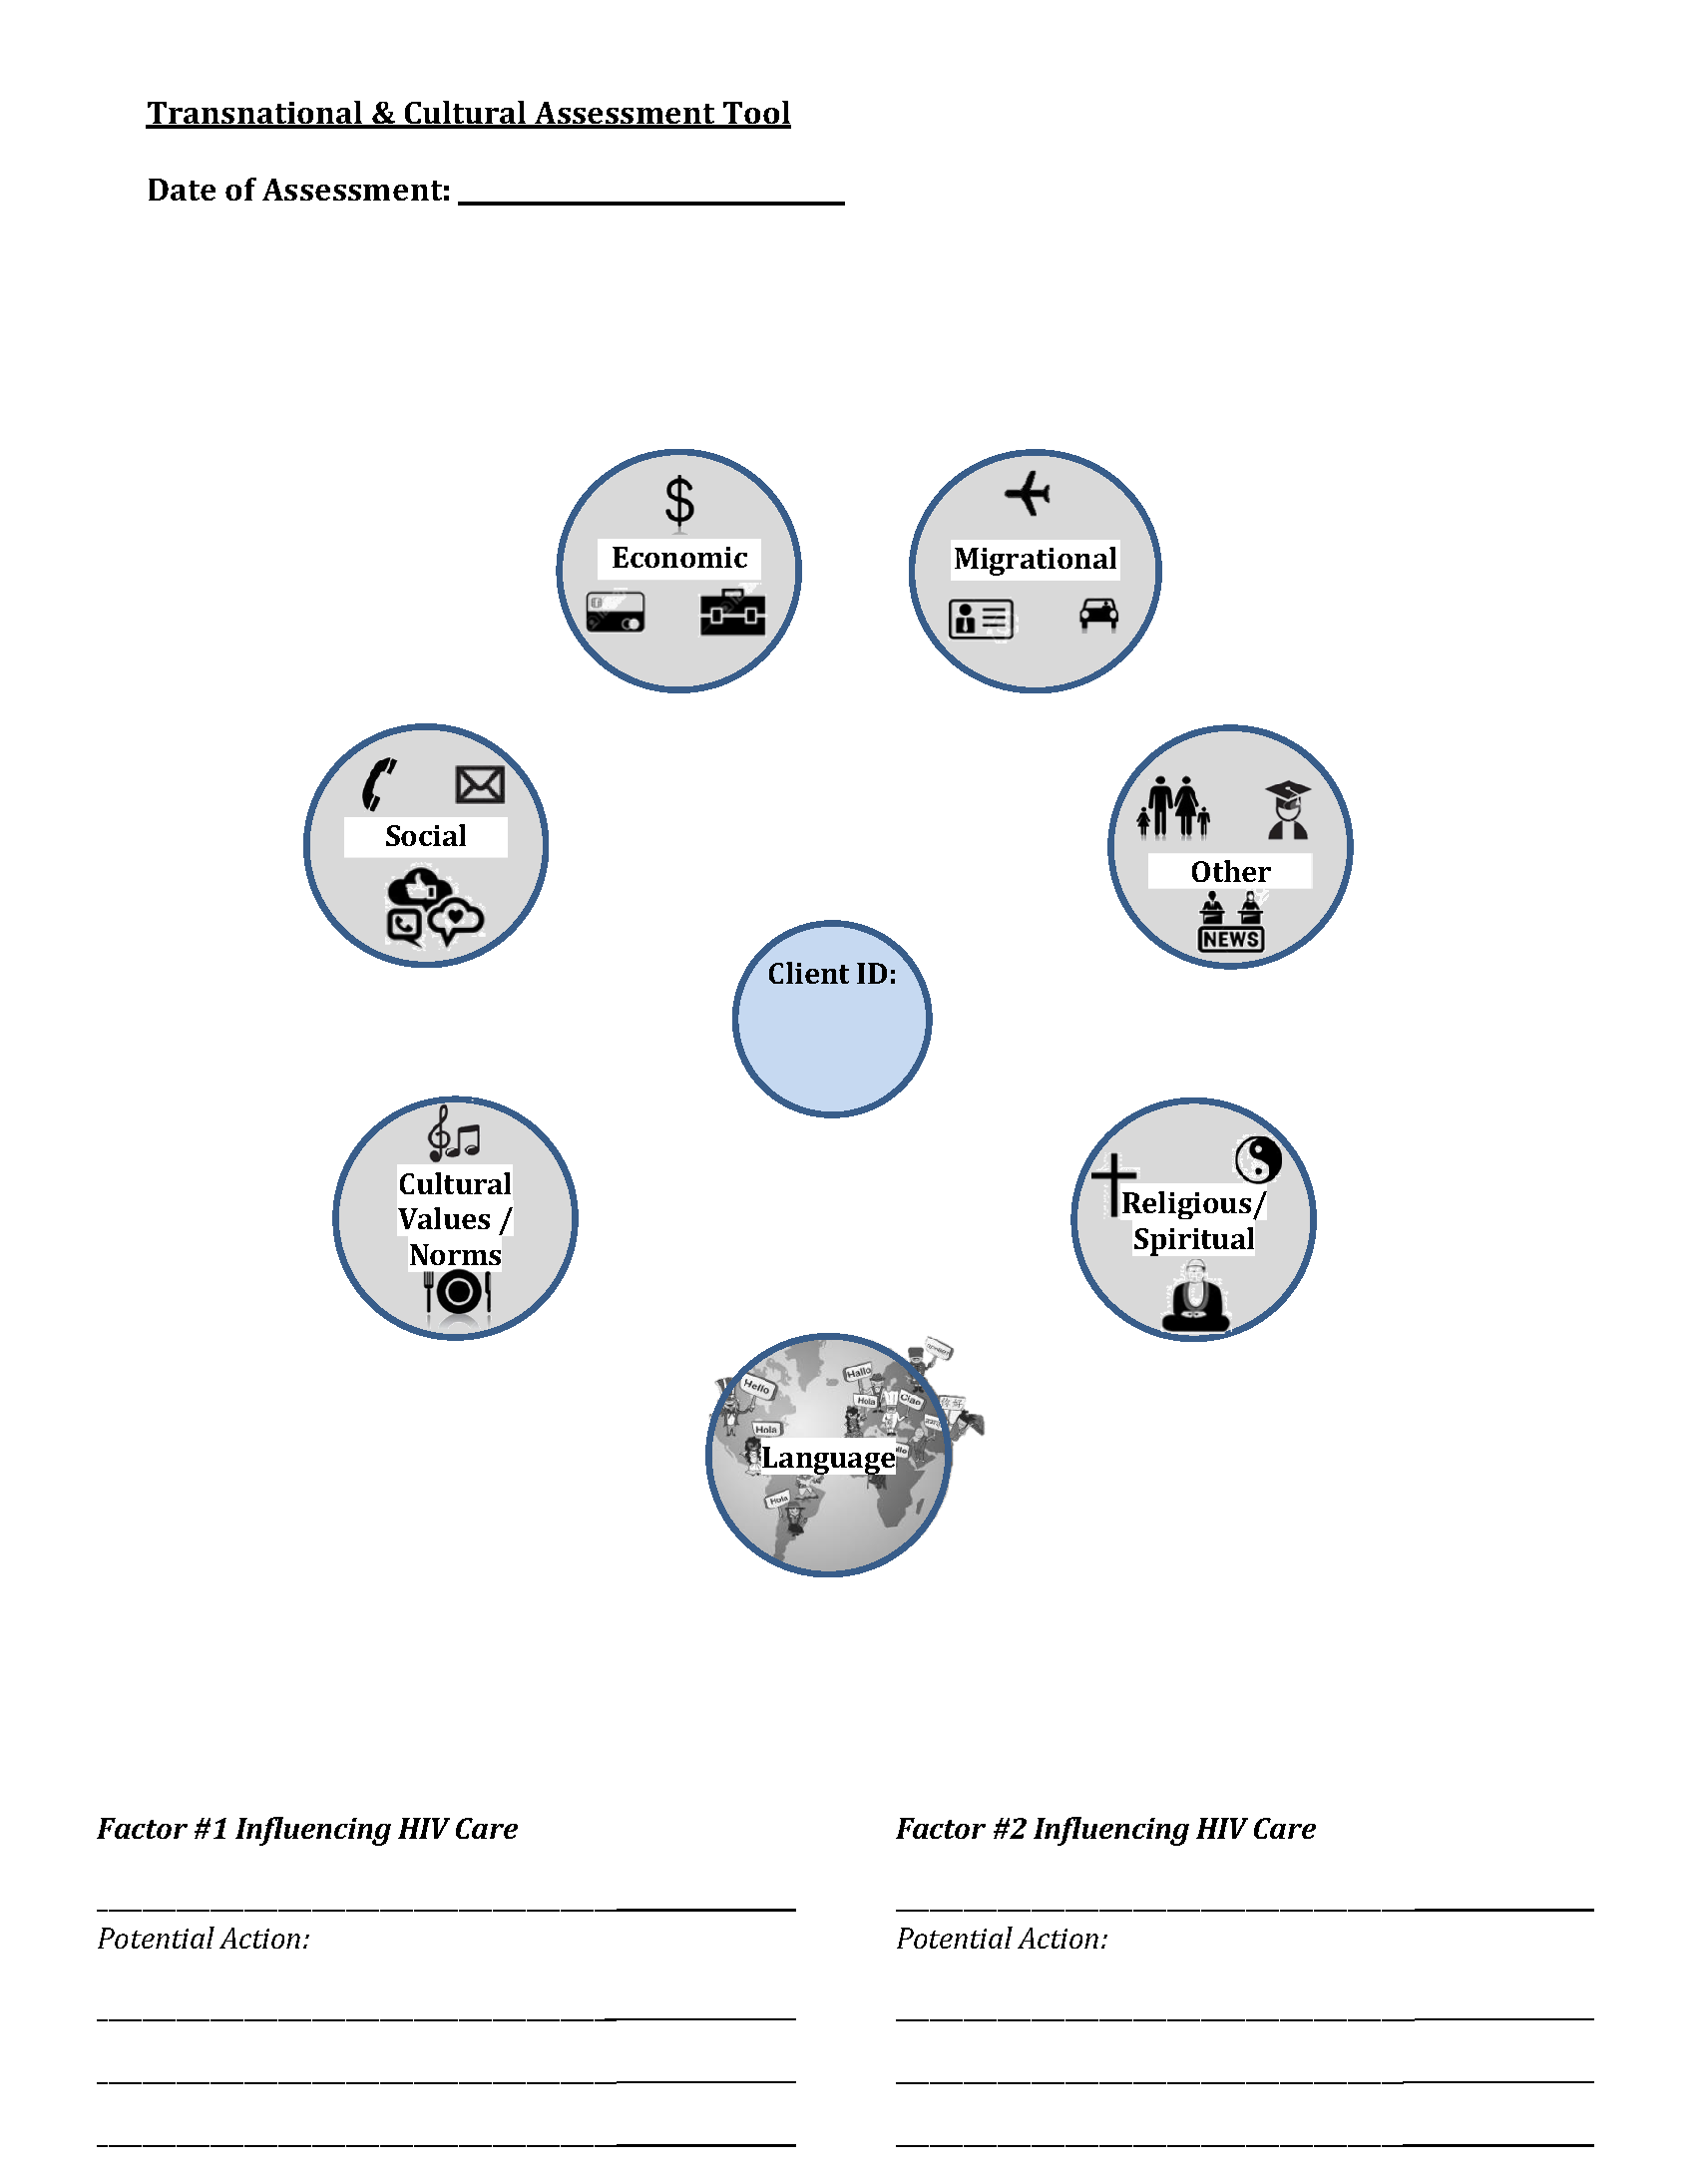 Transnational & Cultural Assessment Tool
Date of Assessment:
$
Economic
Migrational
Social
Other
NEWS
Client ID:
Cultural
Values /
Norms
Religious/
Spiritual
Hello
Hallo
Hola
Ciao
你好
Hola
Language
Hola
Factor #1 Influencing HIV Care
Factor #2 Influencing HIV Care
Potential Action:
Potential Action: